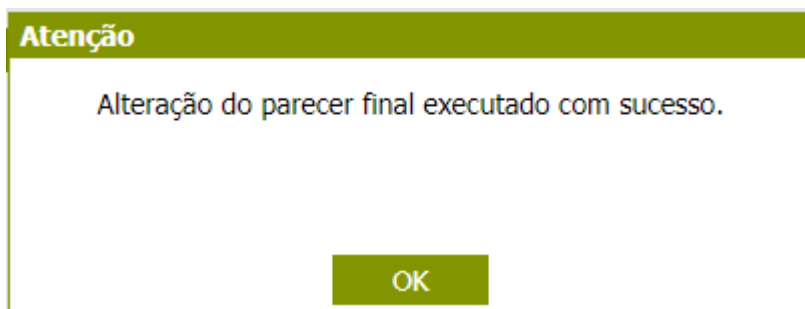 Atenção
Alteração do parecer final executado com sucesso.
OK